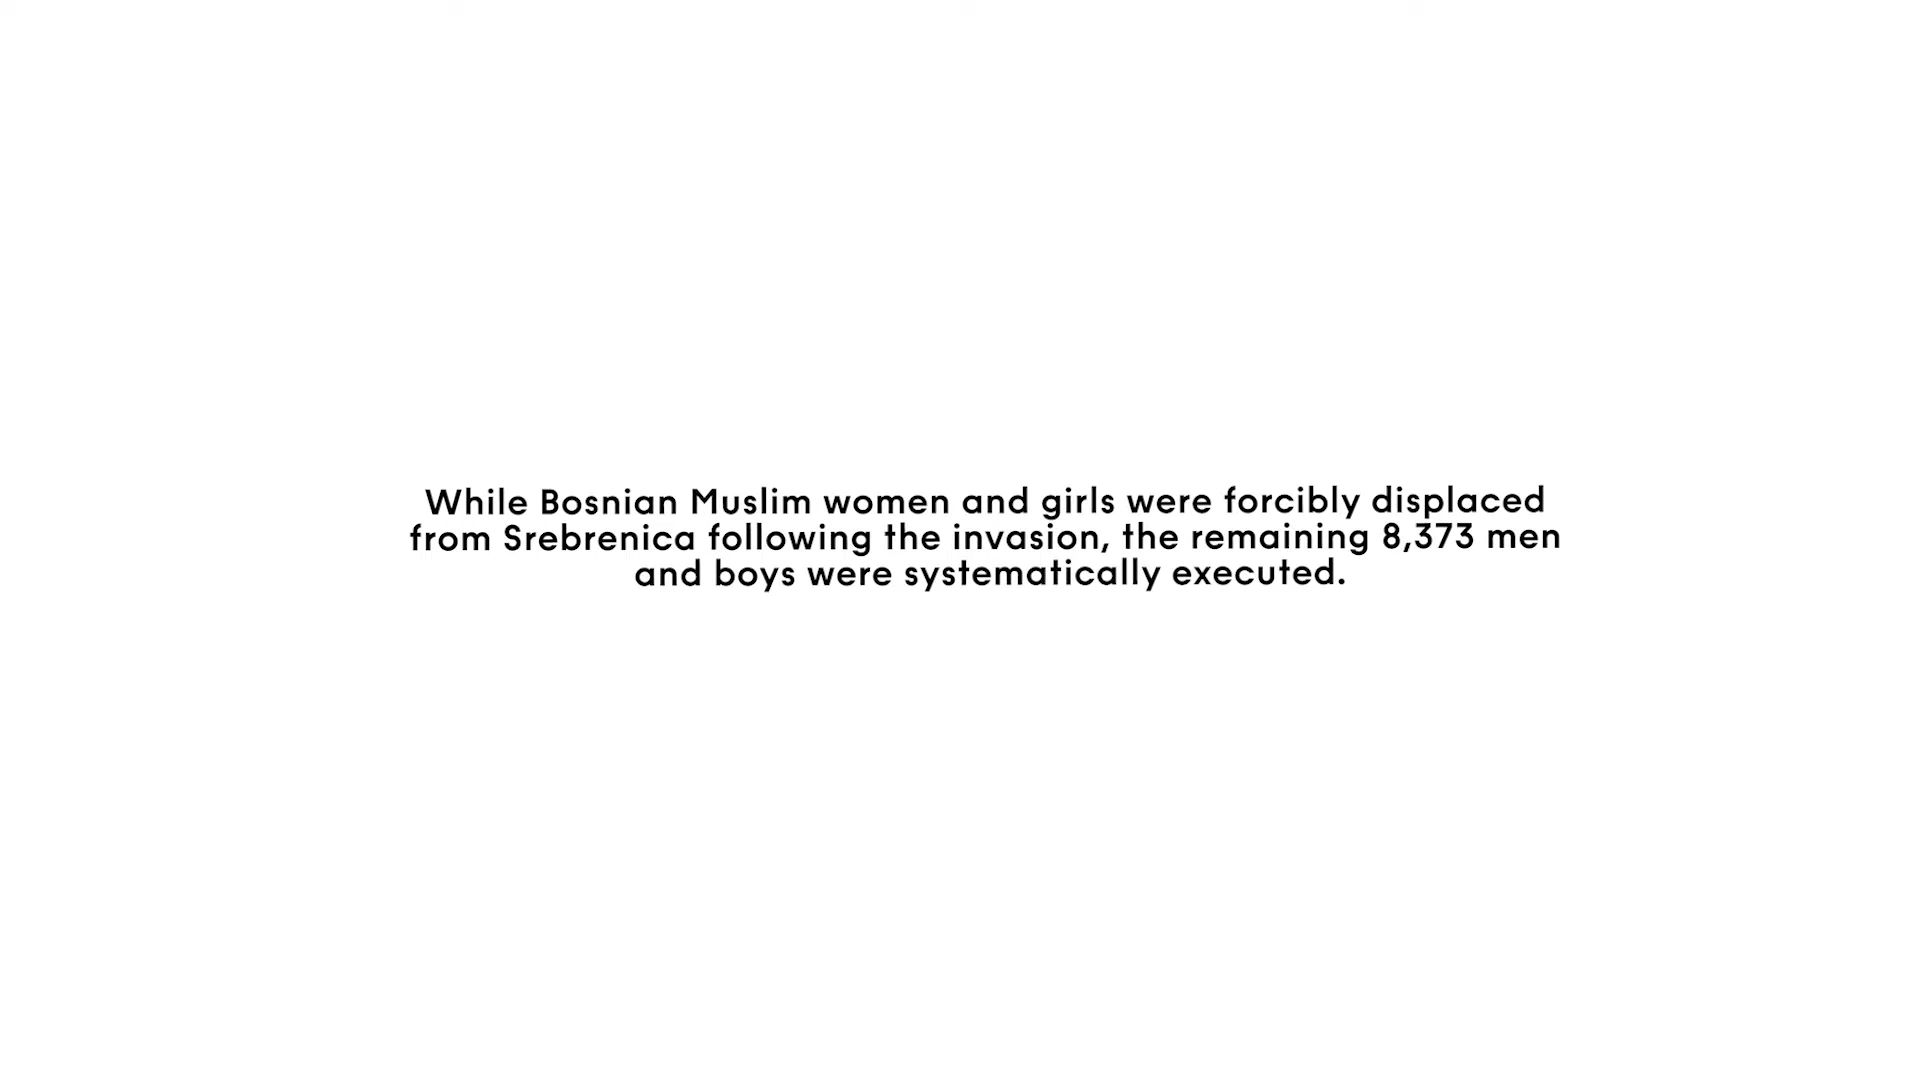 While Bosnian Muslim women and girls were forcibly displaced
from Srebrenica following the invasion, the remaining 8,373 men
and boys were systematically executed.